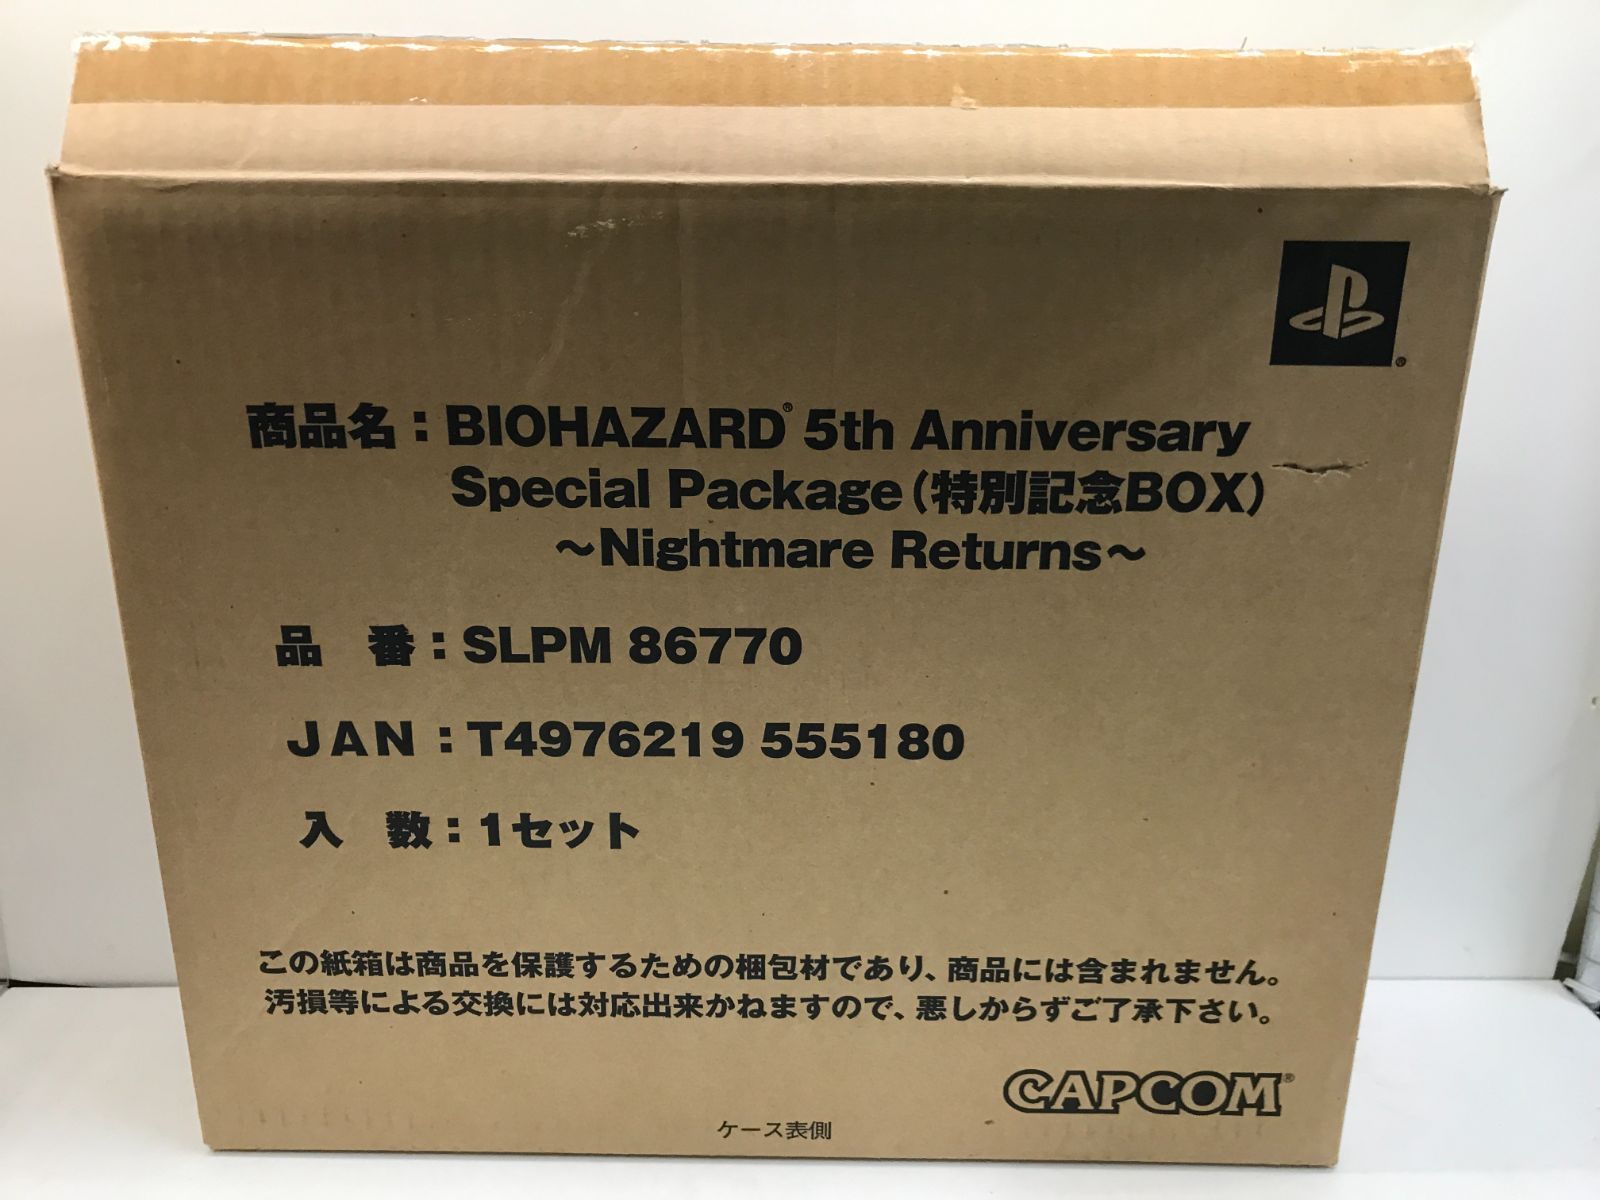 商品名：BIOHAZARD® 5th Anniversary
Special Package（特別記念BOX）
～Nightmare Returns～
品　番：SLPM 86770
JAN：T4976219 555180
入　数：1セット
この紙箱は商品を保護するための梱包材であり、商品には含まれません。
汚損等による交換には対応出来かねますので、悪しからずご了承下さい。
CAPCOM®
ケース表側